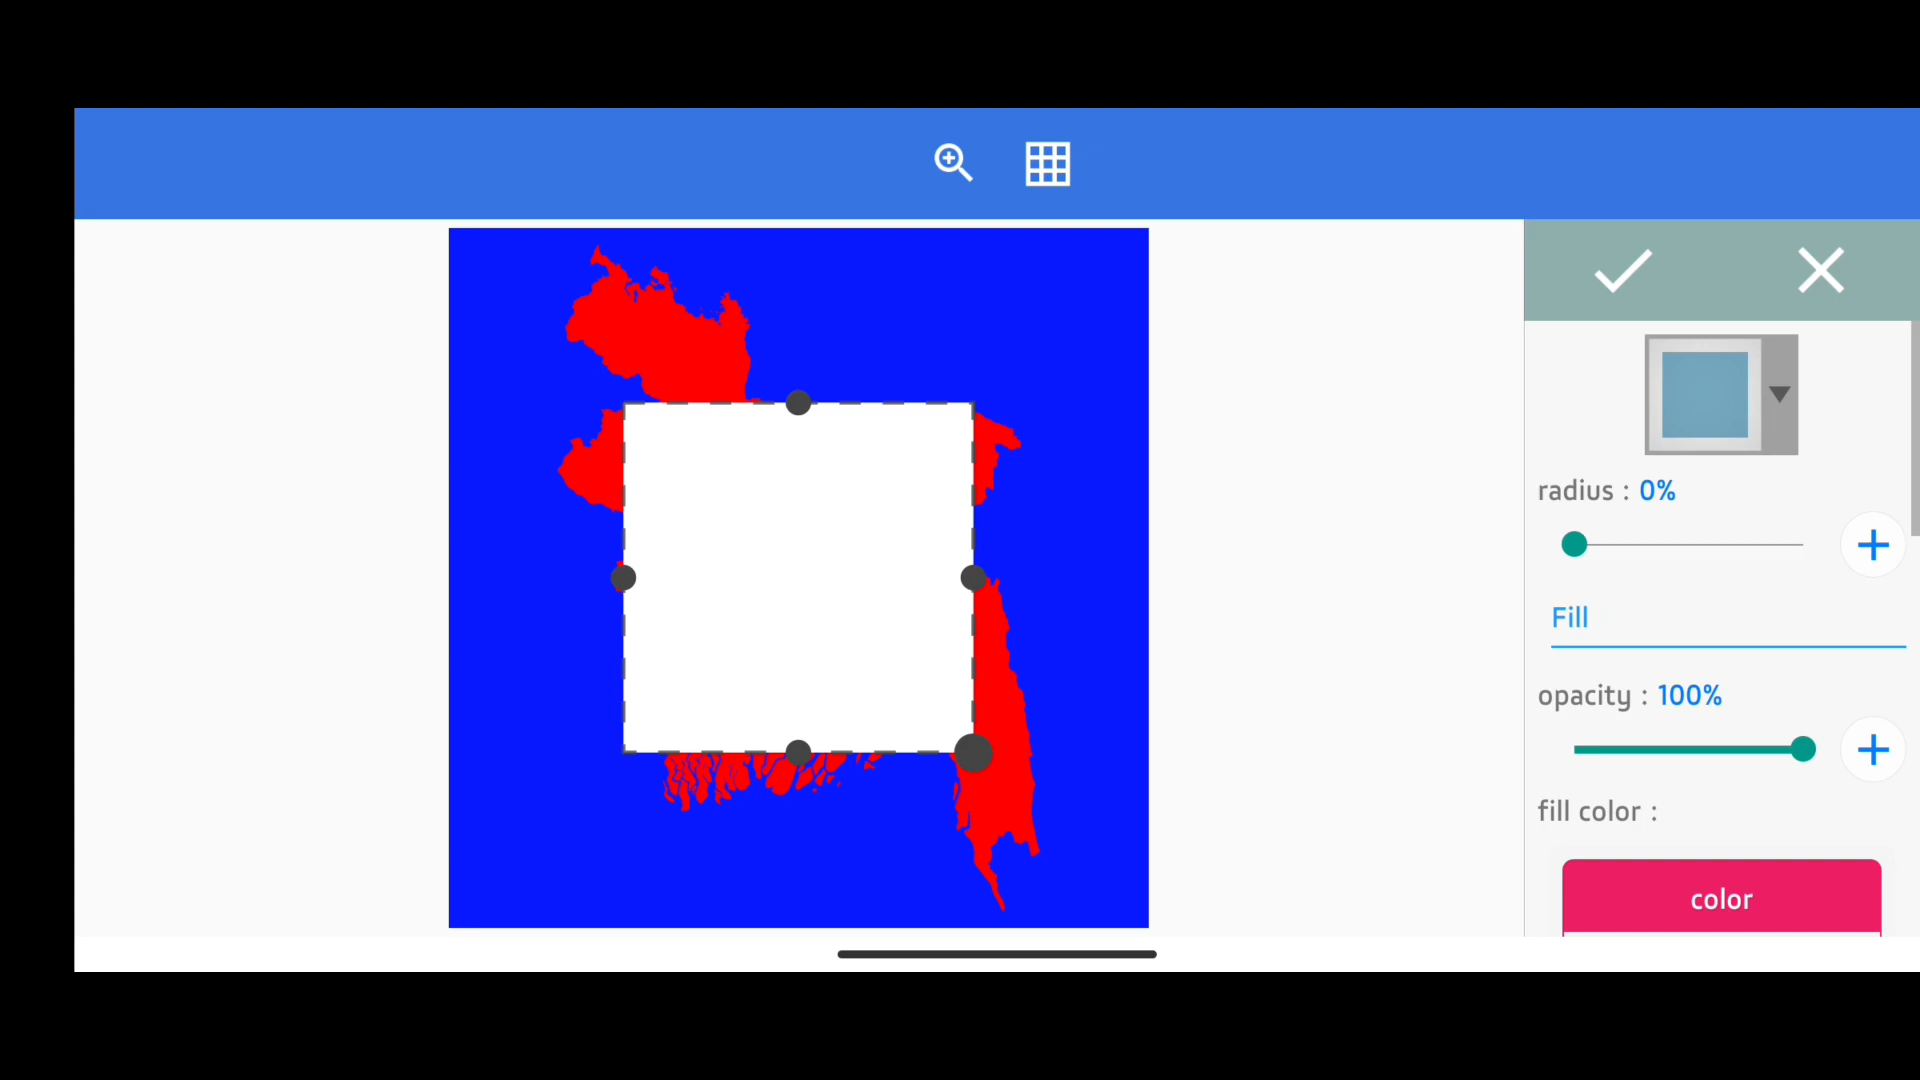 radius : 0%
Fill
opacity : 100%
fill color :
color